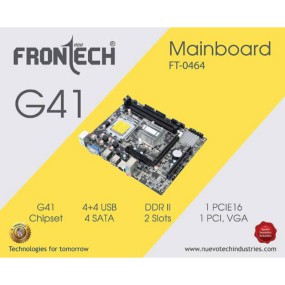 FRONTECH
Mainboard
FT-0464
G41
G41
Chipset
4+4 USB
4 SATA
DDR II
2 Slots
1 PCIE16
1 PCI, VGA
Technologies for tomorrow
www.nuevotechindustries.com